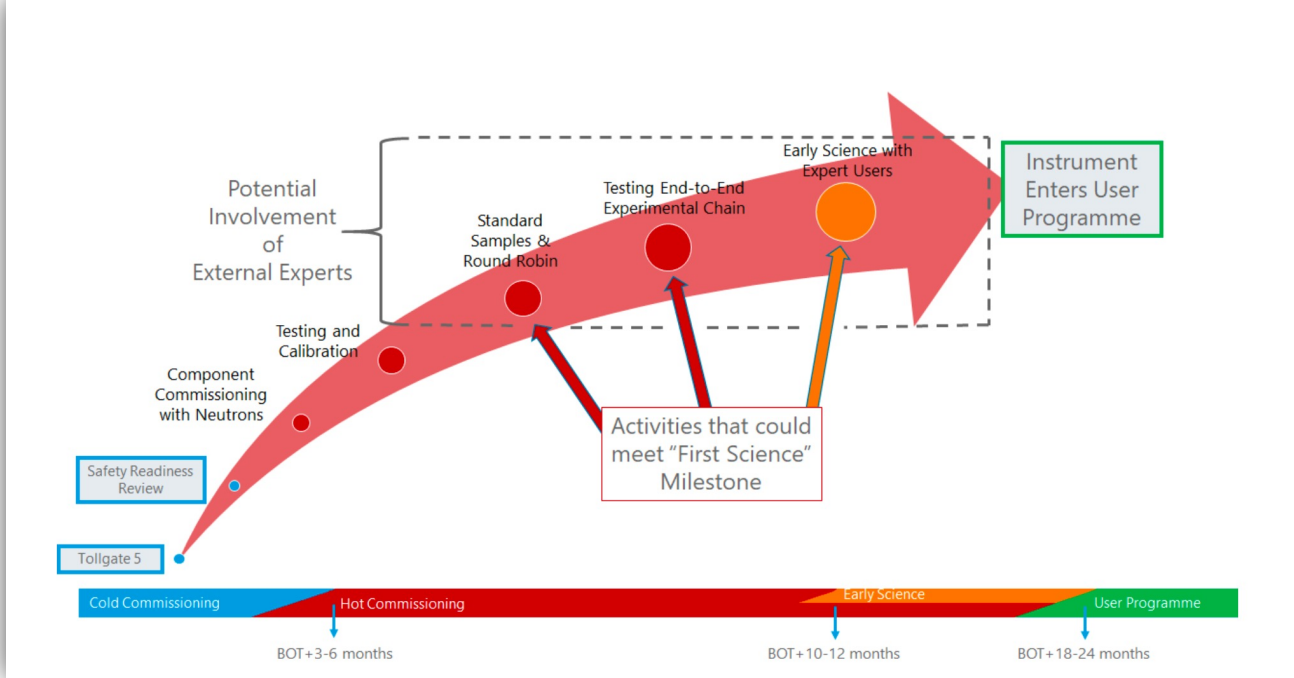 Early Science with
Expert Users
Instrument
Enters User
Programme
Potential
Involvement
of
External Experts
Testing End-to-End
Experimental Chain
Standard
Samples &
Round Robin
Testing and
Calibration
Component
Commissioning
with Neutrons
Activities that could
meet “First Science”
Milestone
Safety Readiness
Review
Tollgate 5
Cold Commissioning
Hot Commissioning
Early Science
User Programme
BOT+3-6 months
BOT+10-12 months
BOT+18-24 months